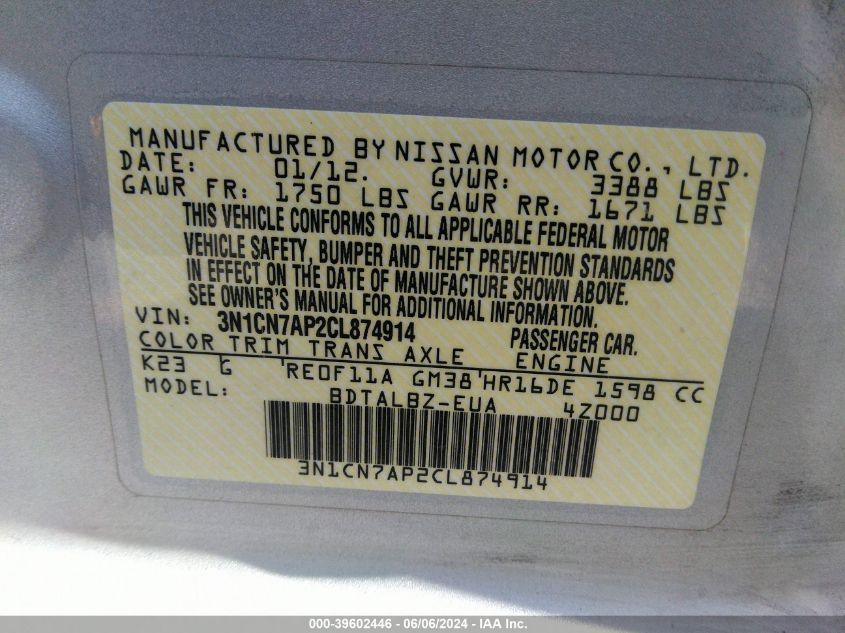 MANUFACTURED BY NISSAN MOTOR CO., LTD.
DATE: 01/12. GVWR: 3388 LBS
GAWR FR: 1750 LBS GAWR RR: 1671 LBS
THIS VEHICLE CONFORMS TO ALL APPLICABLE FEDERAL MOTOR
VEHICLE SAFETY, BUMPER AND THEFT PREVENTION STANDARDS
IN EFFECT ON THE DATE OF MANUFACTURE SHOWN ABOVE.
SEE OWNER'S MANUAL FOR ADDITIONAL INFORMATION.
VIN: 3N1CN7AP2CL874914 PASSENGER CAR.
COLOR TRIM TRANS AXLE ENGINE
K23 G RE0F11A GM38 HR16DE 1598 CC
MODEL: BDTALBZ-EUA 4Z000
3N1CN7AP2CL874914
000-39602446 - 06/06/2024 - IAA Inc.